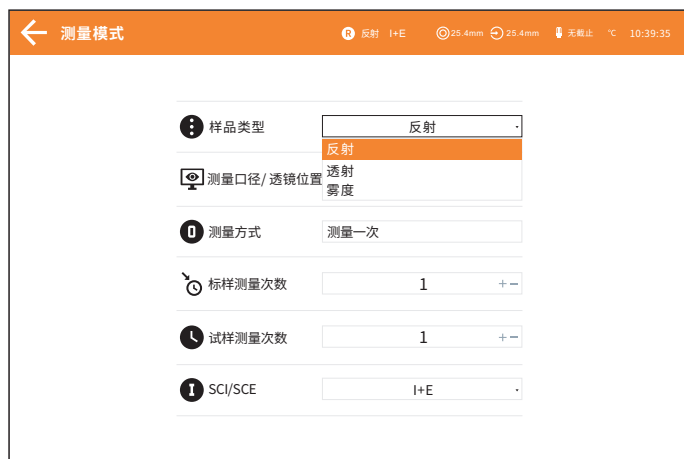 测量模式 R 反射 I+E 25.4mm 25.4mm 无截止 ℃ 10:39:35
样品类型 反射
反射
透射
测量口径/ 透镜位置
雾度
测量方式 测量一次
标样测量次数 1 +-
试样测量次数 1 +-
SCI/SCE I+E